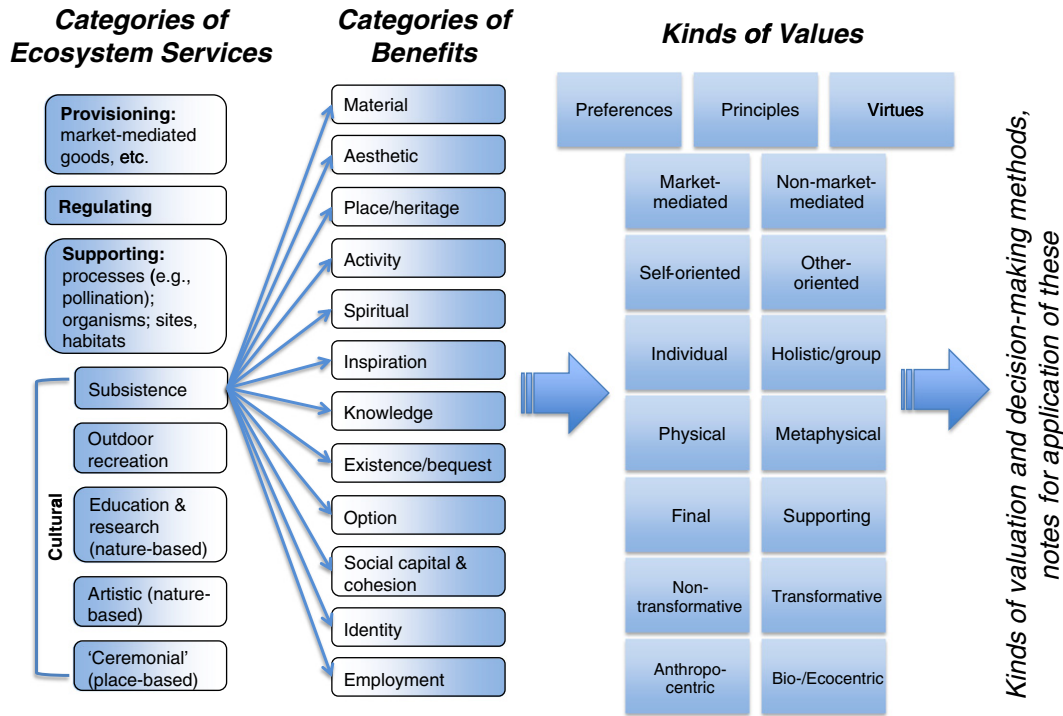 Categories of
Ecosystem Services
Provisioning:
market-mediated
goods, etc.
Regulating
Supporting:
processes (e.g.,
pollination);
organisms; sites,
habitats
Cultural
Subsistence
Outdoor
recreation
Education &
research
(nature-based)
Artistic (nature-
based)
‘Ceremonial’
(place-based)
Categories of
Benefits
Material
Aesthetic
Place/heritage
Activity
Spiritual
Inspiration
Knowledge
Existence/bequest
Option
Social capital &
cohesion
Identity
Employment
Kinds of Values
Preferences
Principles
Virtues
Market-
mediated
Non-market-
mediated
Self-oriented
Other-
oriented
Individual
Holistic/group
Physical
Metaphysical
Final
Supporting
Non-
transformative
Transformative
Anthropo-
centric
Bio-/Ecocentric
Kinds of valuation and decision-making methods,
notes for application of these